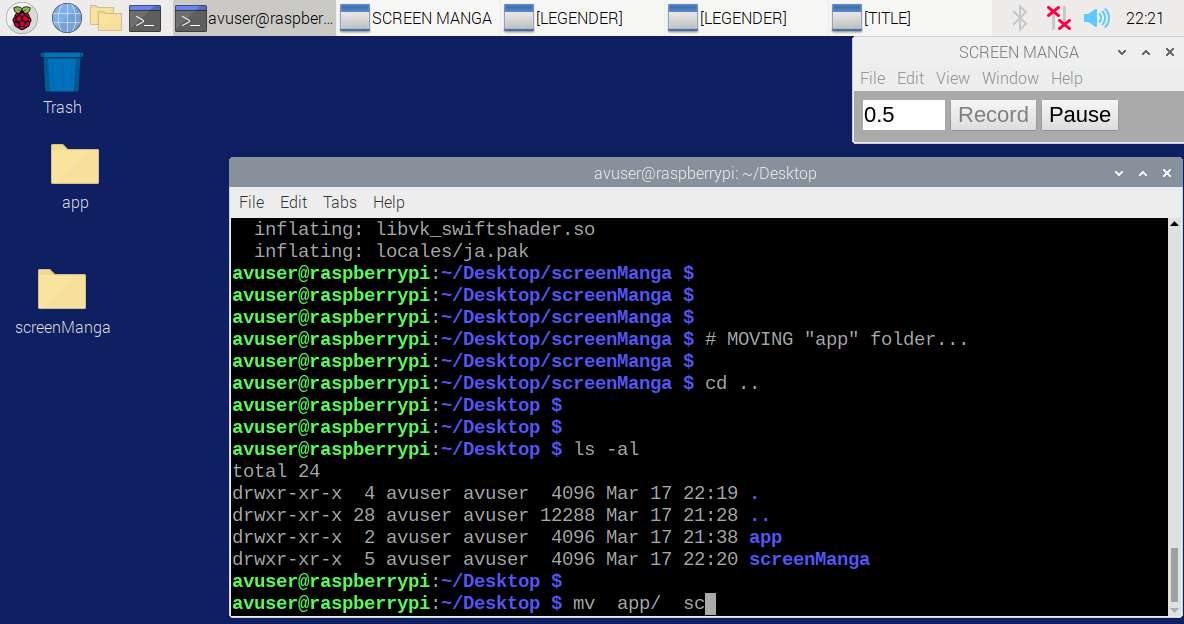 avuser@raspber... SCREEN MANGA [LEGENDER] [LEGENDER] [TITLE] 22:21
SCREEN MANGA
File Edit View Window Help
0.5 Record Pause
Trash
app
screenManga
avuser@raspberrypi: ~/Desktop
File Edit Tabs Help
  inflating: libvk_swiftshader.so
  inflating: locales/ja.pak
avuser@raspberrypi:~/Desktop/screenManga $
avuser@raspberrypi:~/Desktop/screenManga $
avuser@raspberrypi:~/Desktop/screenManga $
avuser@raspberrypi:~/Desktop/screenManga $ # MOVING "app" folder...
avuser@raspberrypi:~/Desktop/screenManga $
avuser@raspberrypi:~/Desktop/screenManga $ cd ..
avuser@raspberrypi:~/Desktop $
avuser@raspberrypi:~/Desktop $
avuser@raspberrypi:~/Desktop $ ls -al
total 24
drwxr-xr-x  4 avuser avuser  4096 Mar 17 22:19 .
drwxr-xr-x 28 avuser avuser 12288 Mar 17 21:28 ..
drwxr-xr-x  2 avuser avuser  4096 Mar 17 21:38 app
drwxr-xr-x  5 avuser avuser  4096 Mar 17 22:20 screenManga
avuser@raspberrypi:~/Desktop $
avuser@raspberrypi:~/Desktop $ mv  app/  sc